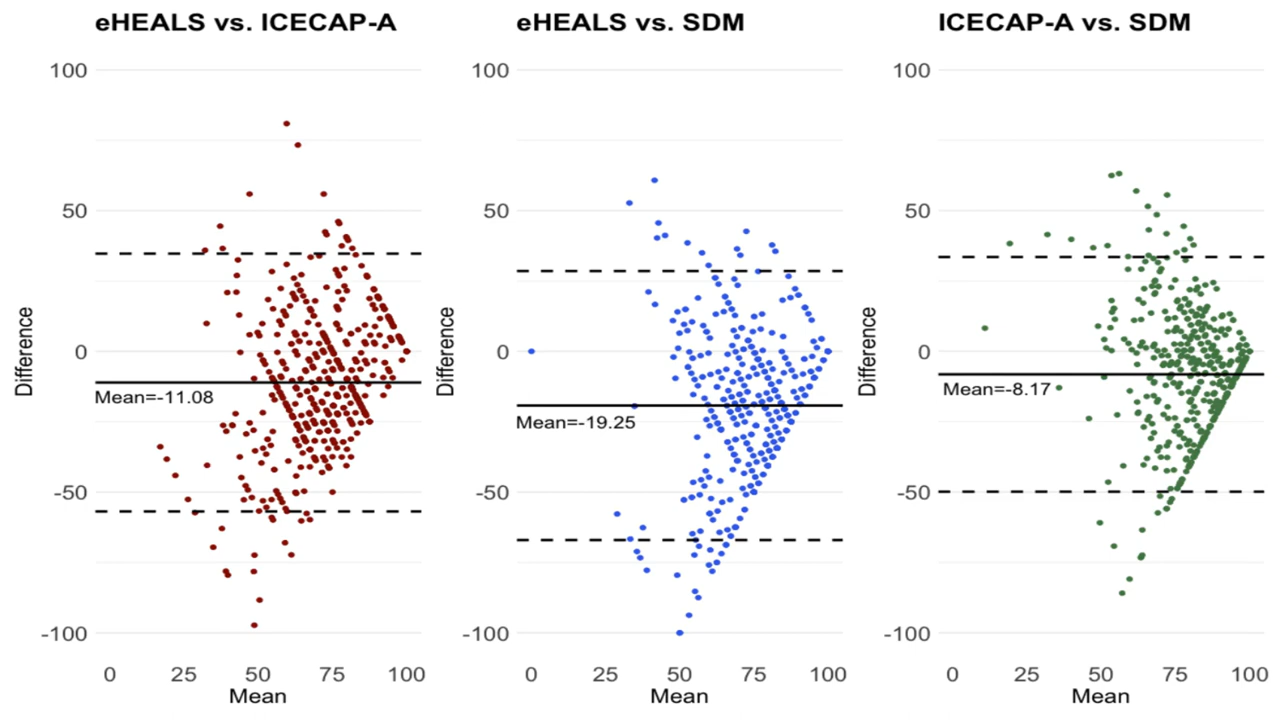 eHEALS vs. ICECAP-A
100
50
0
-50
-100
Difference
Mean=-11.08
0 25 50 75 100
Mean
eHEALS vs. SDM
100
50
0
-50
-100
Difference
Mean=-19.25
0 25 50 75 100
Mean
ICECAP-A vs. SDM
100
50
0
-50
-100
Difference
Mean=-8.17
0 25 50 75 100
Mean